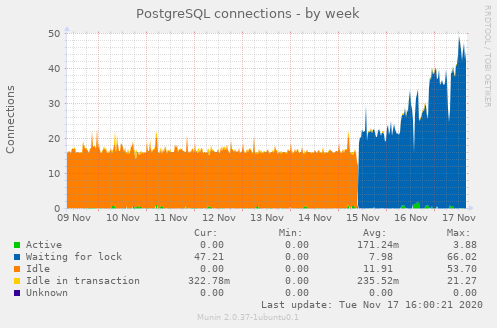 PostgreSQL connections - by week
RRDTOOL / TOBI OETIKER
Connections
50
40
30
20
10
0
09 Nov 10 Nov 11 Nov 12 Nov 13 Nov 14 Nov 15 Nov 16 Nov 17 Nov
Cur: Min: Avg: Max:
Active 0.00 0.00 171.24m 3.88
Waiting for lock 47.21 0.00 7.98 66.02
Idle 0.00 0.00 11.91 53.70
Idle in transaction 322.78m 0.00 235.52m 21.27
Unknown 0.00 0.00 0.00 0.00
Last update: Tue Nov 17 16:00:21 2020
Munin 2.0.37-1ubuntu0.1